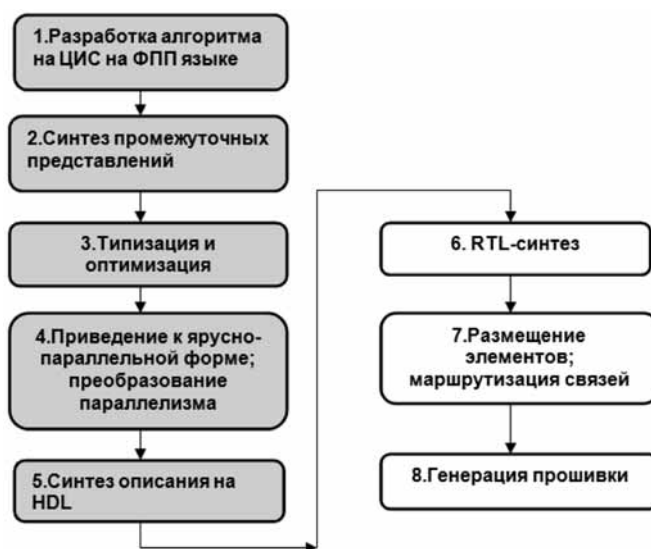 1.Разработка алгоритма
на ЦИС на ФПП языке
2.Синтез промежуточных
представлений
3.Типизация и
оптимизация
4.Приведение к ярусно-
параллельной форме;
преобразование
параллелизма
5.Синтез описания на
HDL
6. RTL-синтез
7.Размещение
элементов;
маршрутизация связей
8.Генерация прошивки